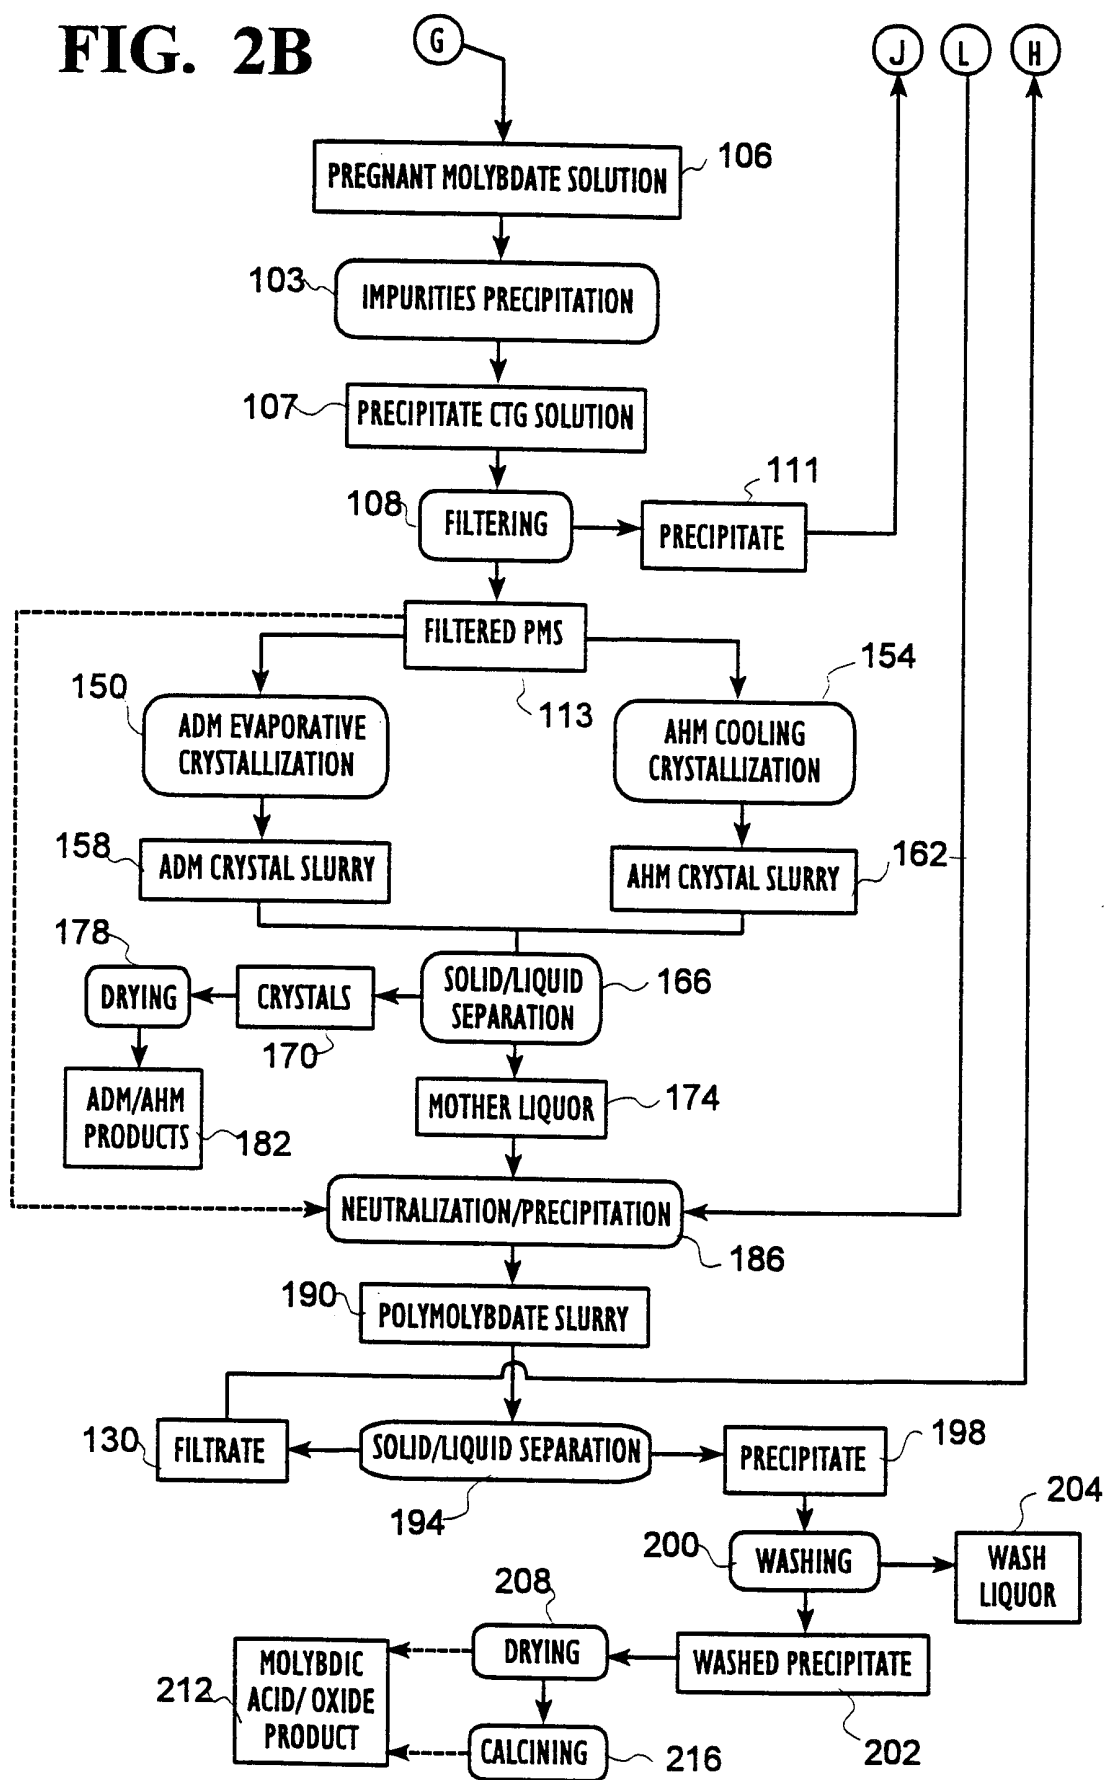 FIG. 2B
G
J
L
H
PREGNANT MOLYBDATE SOLUTION
106
103
IMPURITIES PRECIPITATION
107
PRECIPITATE CTG SOLUTION
111
108
FILTERING
PRECIPITATE
FILTERED PMS
113
150
154
ADM EVAPORATIVE
CRYSTALLIZATION
AHM COOLING
CRYSTALLIZATION
158
ADM CRYSTAL SLURRY
AHM CRYSTAL SLURRY
162
178
DRYING
CRYSTALS
170
SOLID/LIQUID
SEPARATION
166
ADM/AHM
PRODUCTS
182
MOTHER LIQUOR
174
NEUTRALIZATION/PRECIPITATION
186
190
POLYMOLYBDATE SLURRY
130
FILTRATE
SOLID/LIQUID SEPARATION
194
PRECIPITATE
198
200
WASHING
204
WASH
LIQUOR
208
DRYING
WASHED PRECIPITATE
202
212
MOLYBDIC
ACID/ OXIDE
PRODUCT
CALCINING
216